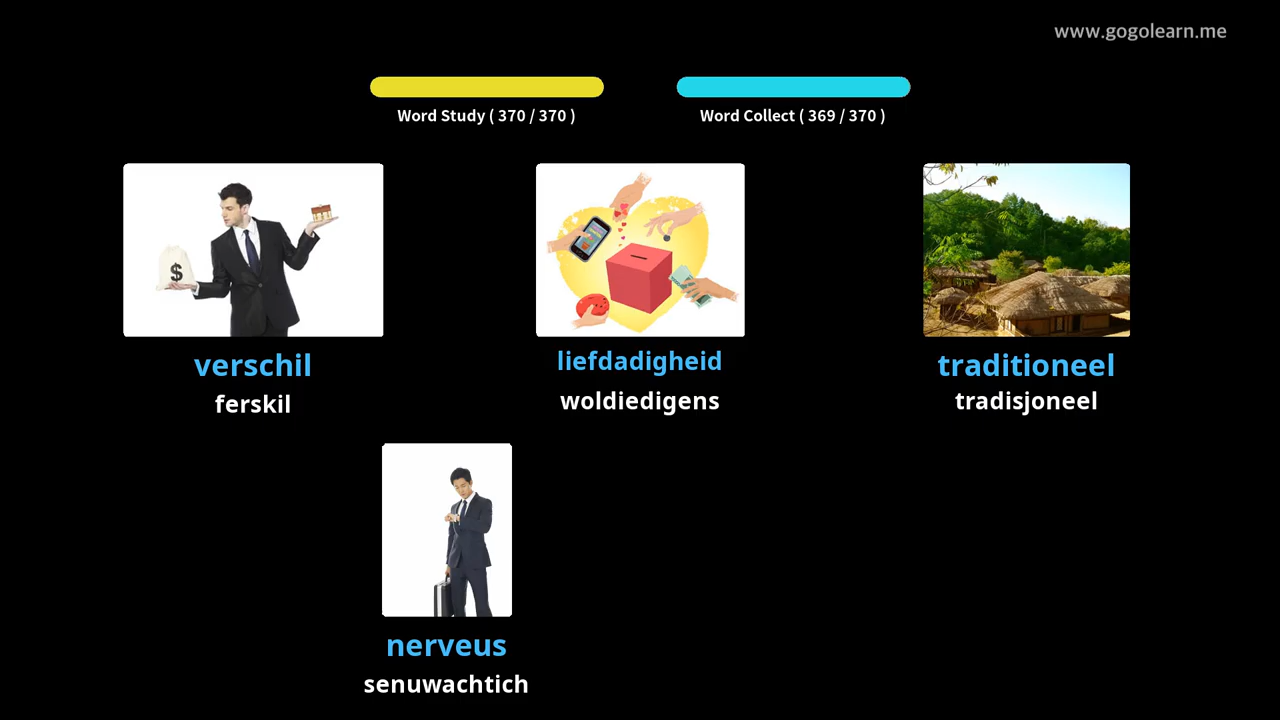 www.gogolearn.me
Word Study ( 370 / 370 )
Word Collect ( 369 / 370 )
$
verschil
ferskil
liefdadigheid
woldiedigens
traditioneel
tradisjoneel
nerveus
senuwachtich